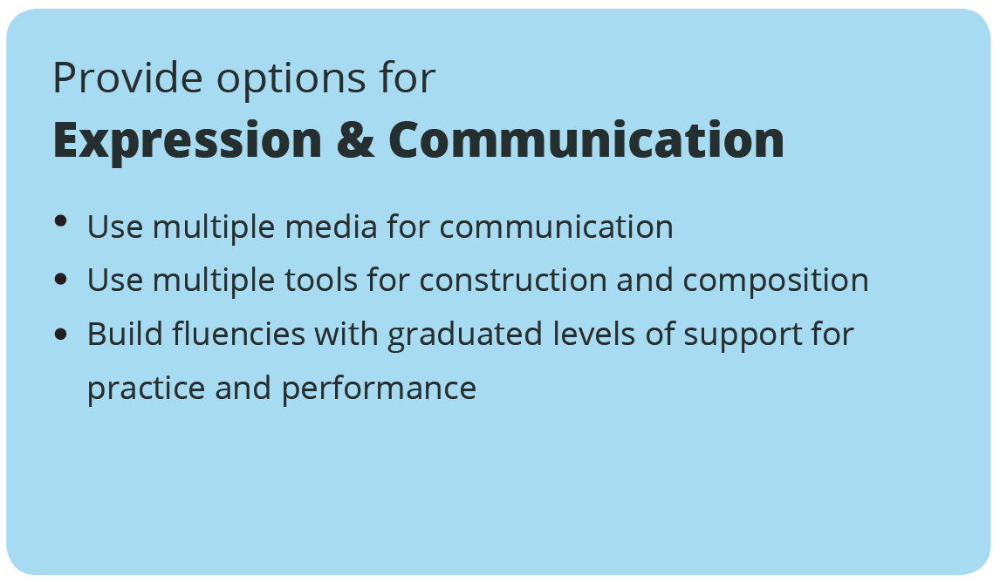 Provide options for
Expression & Communication
• Use multiple media for communication
• Use multiple tools for construction and composition
• Build fluencies with graduated levels of support for
practice and performance